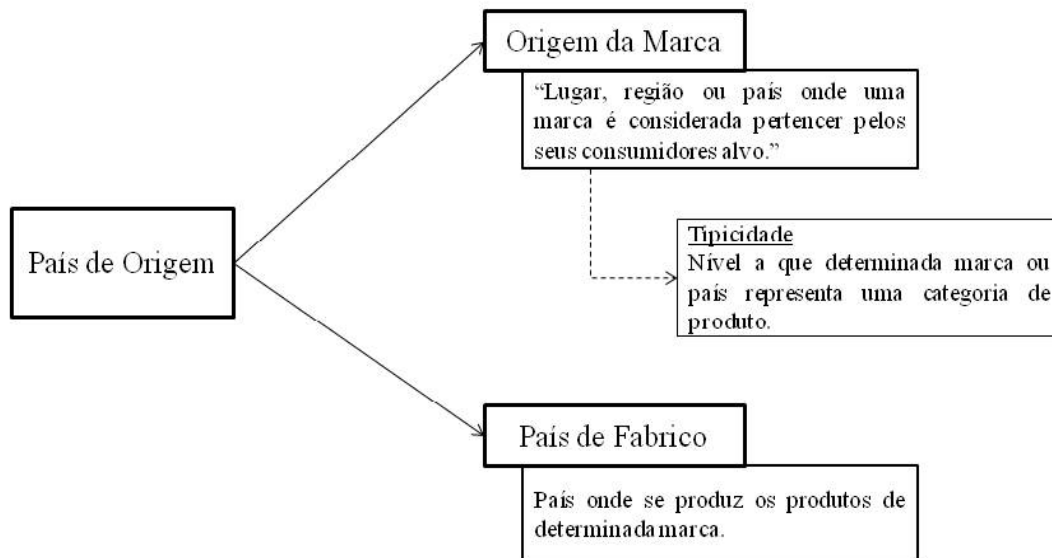 Origem da Marca
“Lugar, região ou país onde uma
marca é considerada pertencer pelos
seus consumidores alvo.”
País de Origem
Tipicidade
Nível a que determinada marca ou
país representa uma categoria de
produto.
País de Fabrico
País onde se produz os produtos de
determinada marca.